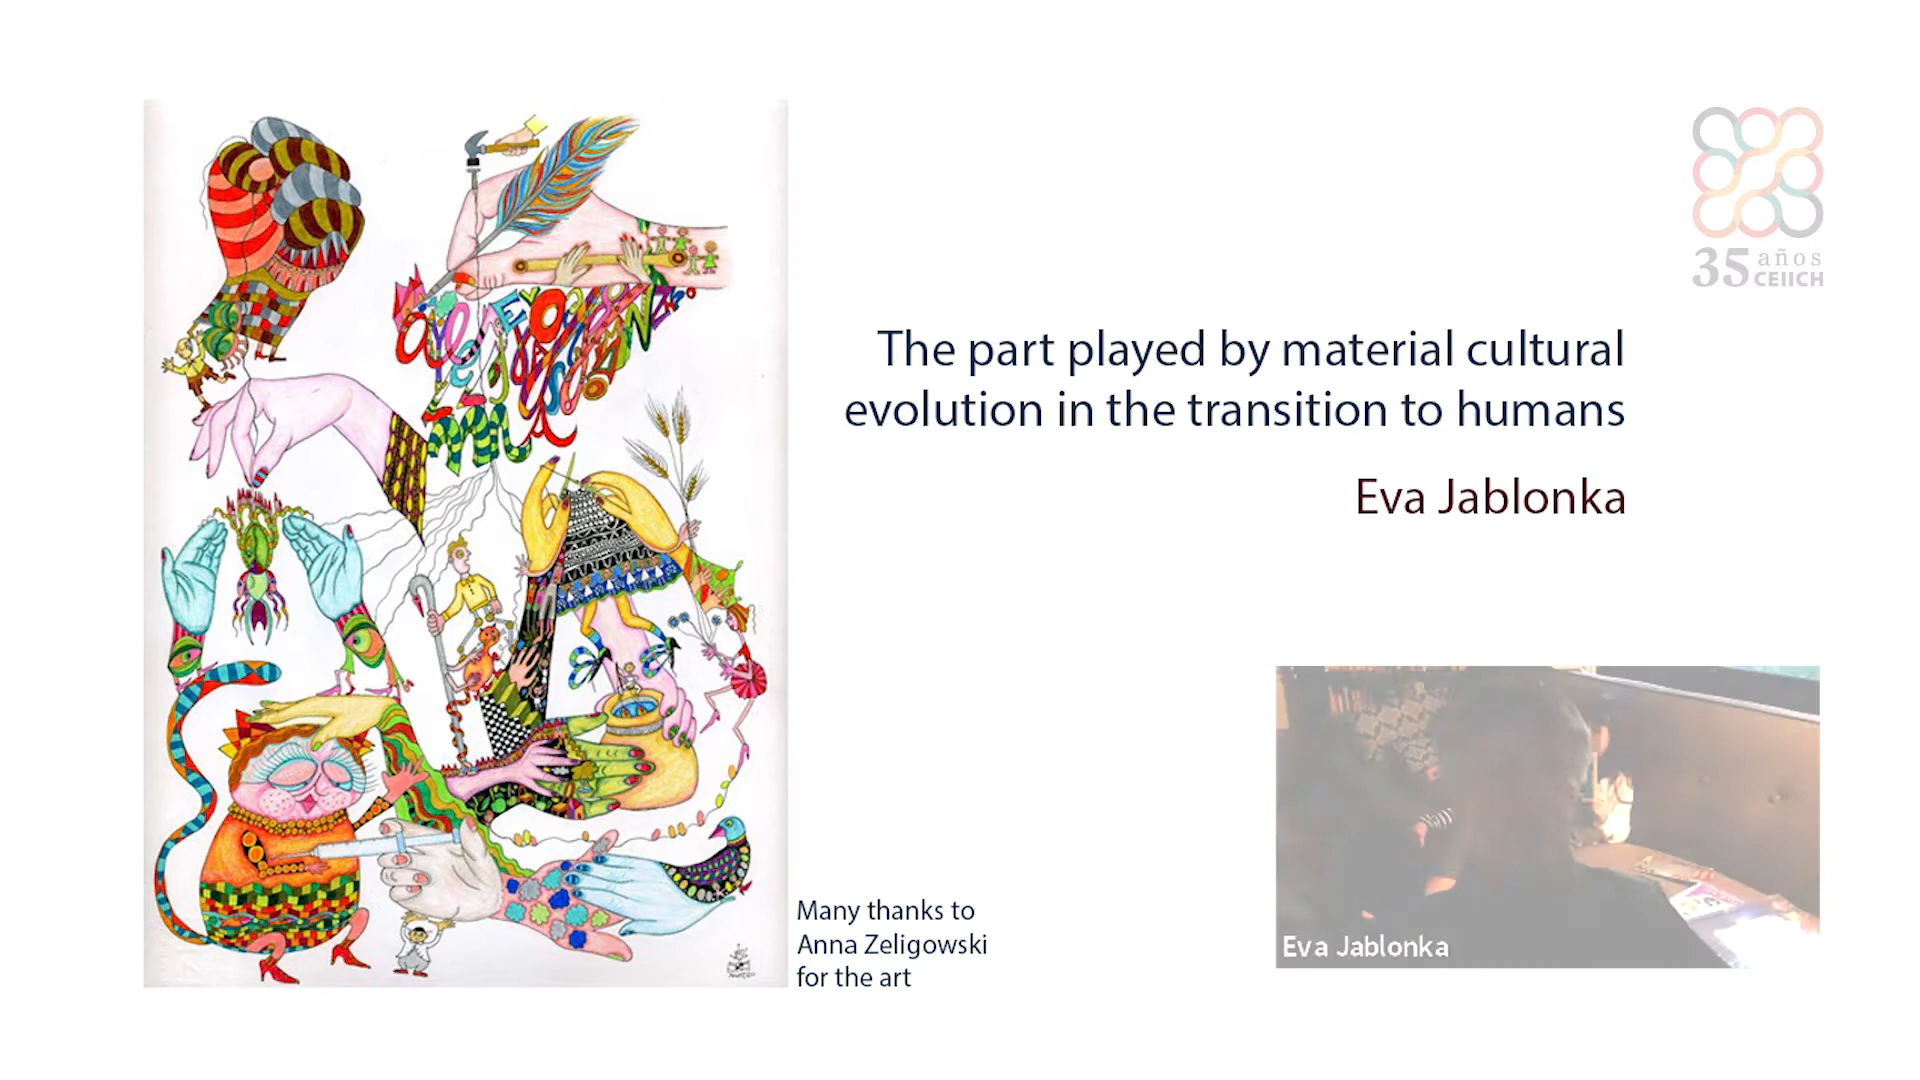 35 años
CEIICH
The part played by material cultural
evolution in the transition to humans
Eva Jablonka
Many thanks to
Anna Zeligowski
for the art
Eva Jablonka